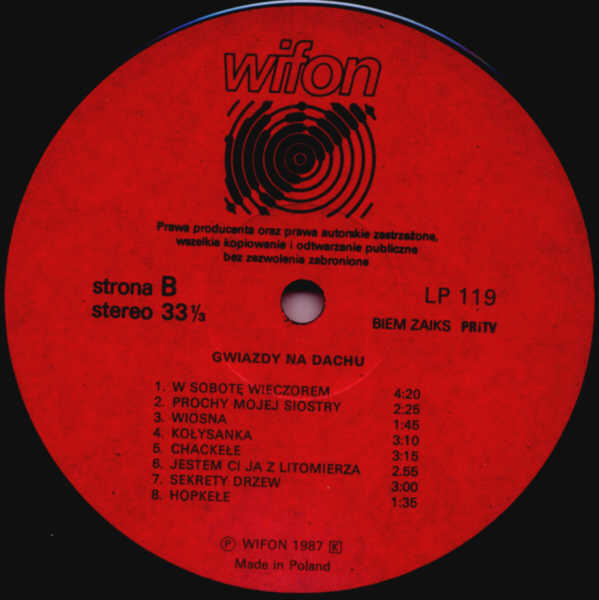 wifon
Prawa producenta oraz prawa autorskie zastrzeżone,
wszelkie kopiowanie i odtwarzanie publiczne
bez zezwolenia zabronione
strona B
stereo 33 1/3
LP 119
BIEM ZAIKS PRiTV
GWIAZDY NA DACHU
1. W SOBOTĘ WIECZOREM 4:20
2. PROCHY MOJEJ SIOSTRY 2:25
3. WIOSNA 1:45
4. KOŁYSANKA 3:10
5. CHACKEŁE 3:15
6. JESTEM CI JA Z LITOMIERZA 2.55
7. SEKRETY DRZEW 3:00
8. HOPKEŁE 1:35
Ⓟ WIFON 1987 K
Made in Poland